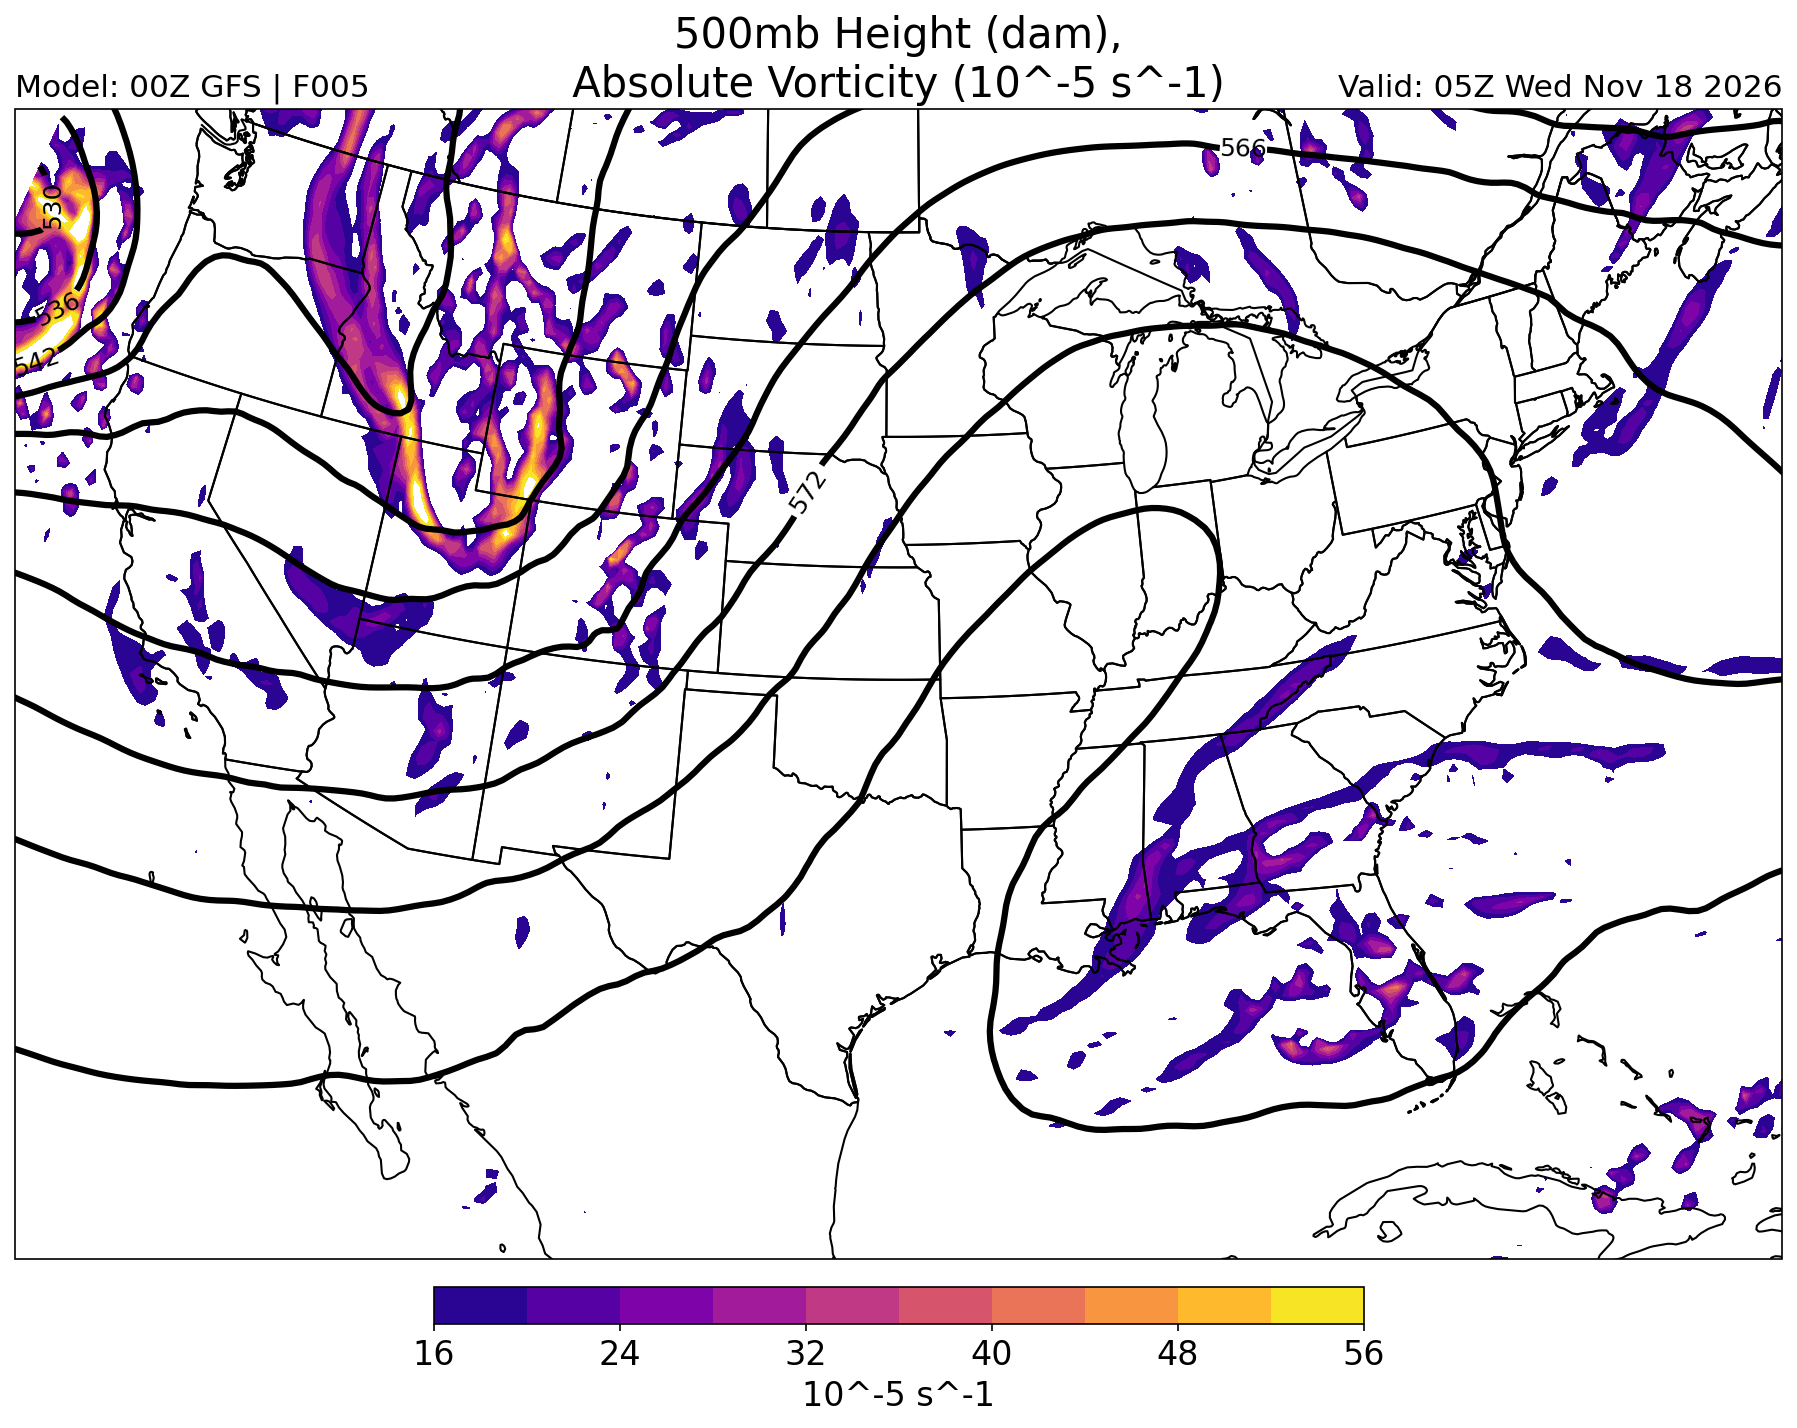 500mb Height (dam),
Absolute Vorticity (10^-5 s^-1)
Model: 00Z GFS | F005
Valid: 05Z Wed Nov 18 2026
566
530
536
542
572
16 24 32 40 48 56
10^-5 s^-1